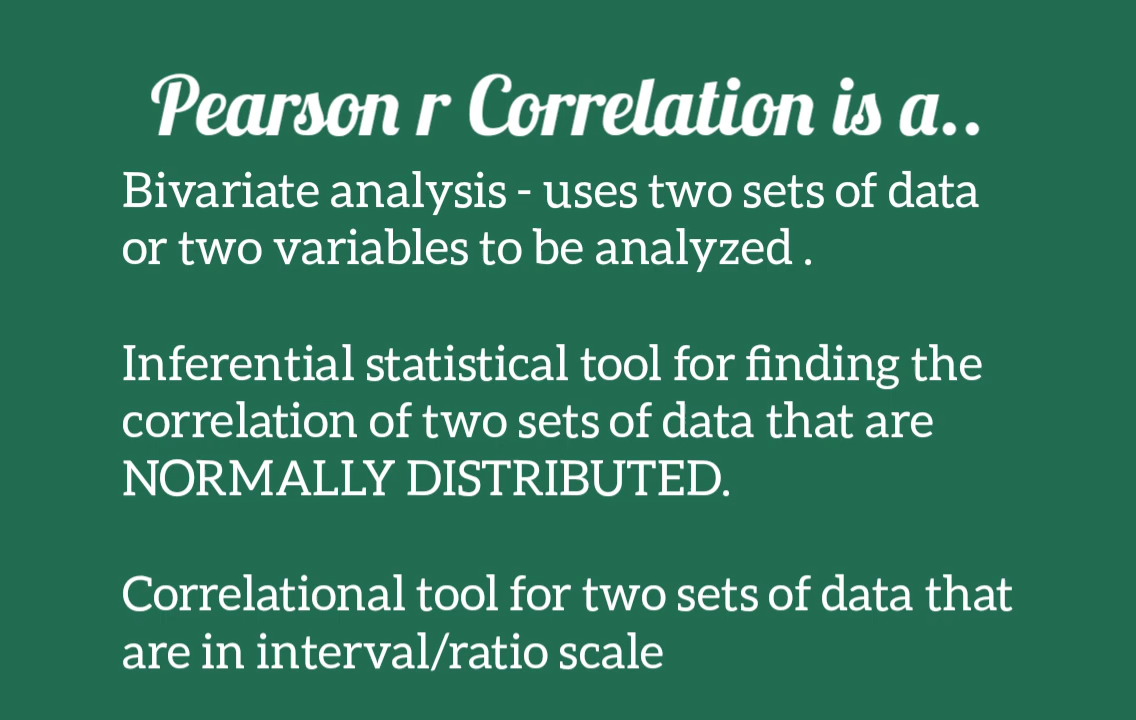 Pearson r Correlation is a..
Bivariate analysis - uses two sets of data
or two variables to be analyzed .
Inferential statistical tool for finding the
correlation of two sets of data that are
NORMALLY DISTRIBUTED.
Correlational tool for two sets of data that
are in interval/ratio scale